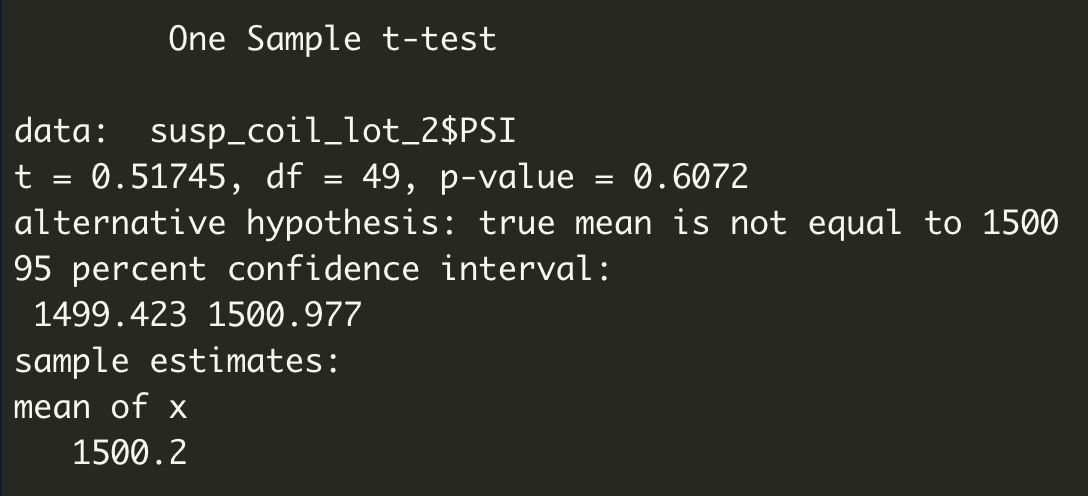 One Sample t-test
data:  susp_coil_lot_2$PSI
t = 0.51745, df = 49, p-value = 0.6072
alternative hypothesis: true mean is not equal to 1500
95 percent confidence interval:
1499.423 1500.977
sample estimates:
mean of x
1500.2